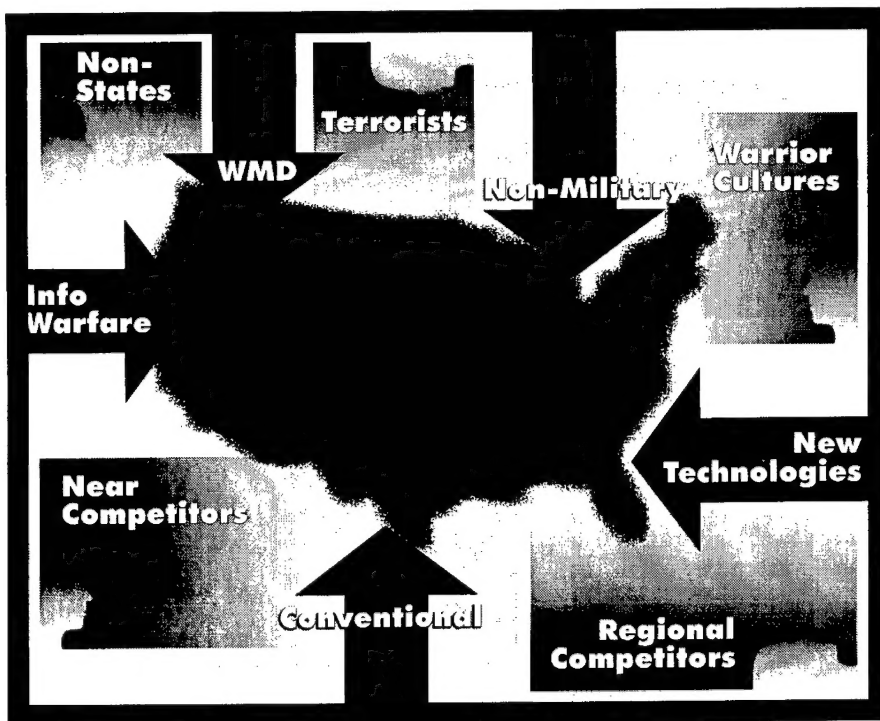 Non-
States
Terrorists
WMD
Non-Military
Warrior
Cultures
Info
Warfare
New
Technologies
Near
Competitors
Conventional
Regional
Competitors